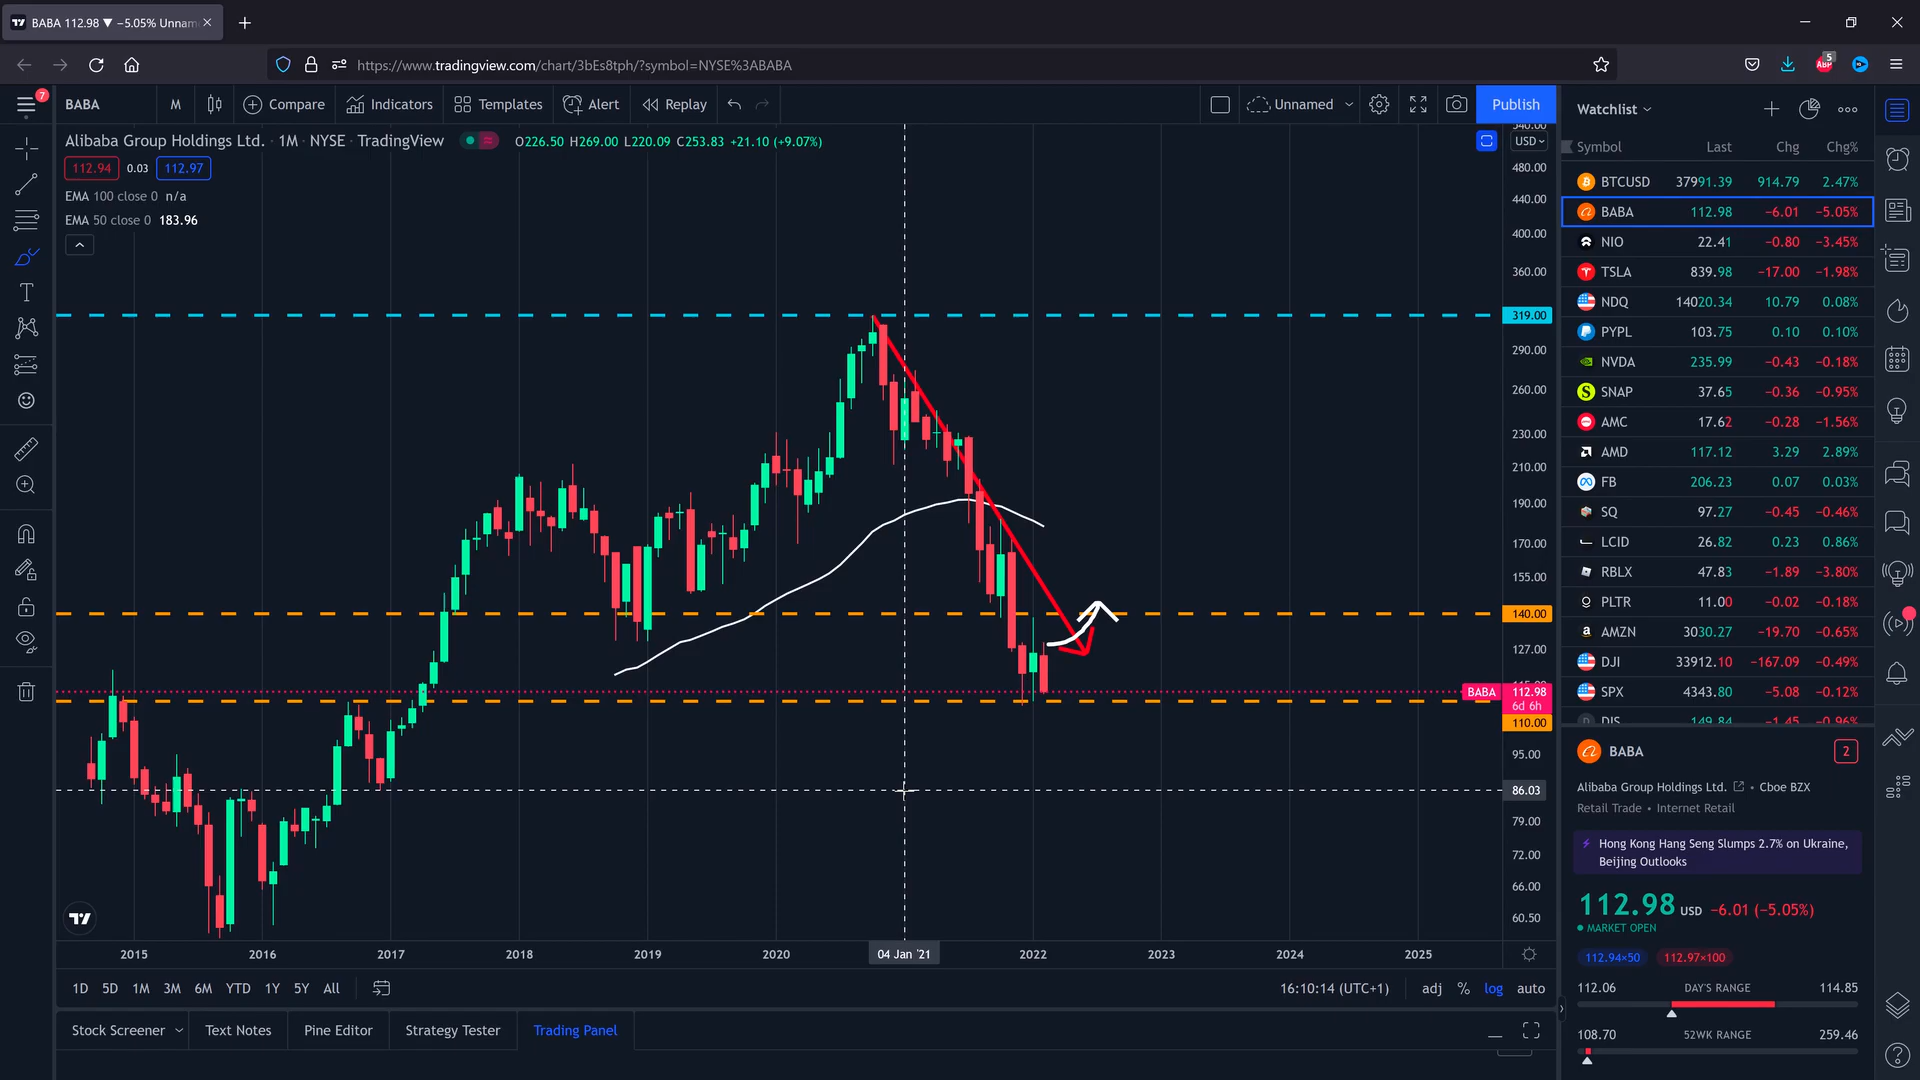 BABA 112.98 ▼ −5.05% Unnam
https://www.tradingview.com/chart/3bEs8tph/?symbol=NYSE%3ABABA
5
ABP
7
BABA
M
Compare
Indicators
Templates
Alert
Replay
Unnamed
Publish
Alibaba Group Holdings Ltd. · 1M · NYSE · TradingView
O226.50 H269.00 L220.09 C253.83 +21.10 (+9.07%)
112.94 0.03 112.97
EMA 100 close 0 n/a
EMA 50 close 0 183.96
USD
480.00
440.00
400.00
360.00
319.00
290.00
260.00
230.00
210.00
190.00
170.00
155.00
140.00
127.00
BABA 112.98
6d 6h
110.00
95.00
86.03
79.00
72.00
66.00
60.50
2015 2016 2017 2018 2019 2020 04 Jan '21 2022 2023 2024 2025
1D 5D 1M 3M 6M YTD 1Y 5Y All
16:10:14 (UTC+1) adj % log auto
Stock Screener Text Notes Pine Editor Strategy Tester Trading Panel
Watchlist
Symbol Last Chg Chg%
BTCUSD 37991.39 914.79 2.47%
BABA 112.98 −6.01 −5.05%
NIO 22.41 −0.80 −3.45%
TSLA 839.98 −17.00 −1.98%
NDQ 14020.34 10.79 0.08%
PYPL 103.75 0.10 0.10%
NVDA 235.99 −0.43 −0.18%
SNAP 37.65 −0.36 −0.95%
AMC 17.62 −0.28 −1.56%
AMD 117.12 3.29 2.89%
FB 206.23 0.07 0.03%
SQ 97.27 −0.45 −0.46%
LCID 26.82 0.23 0.86%
RBLX 47.83 −1.89 −3.80%
PLTR 11.00 −0.02 −0.18%
AMZN 3030.27 −19.70 −0.65%
DJI 33912.10 −167.09 −0.49%
SPX 4343.80 −5.08 −0.12%
DIS 149.84 −1.45 −0.96%
BABA
2
Alibaba Group Holdings Ltd. • Cboe BZX
Retail Trade • Internet Retail
Hong Kong Hang Seng Slumps 2.7% on Ukraine,
Beijing Outlooks
112.98 USD −6.01 (−5.05%)
MARKET OPEN
112.94×50 112.97×100
112.06 DAY'S RANGE 114.85
108.70 52WK RANGE 259.46